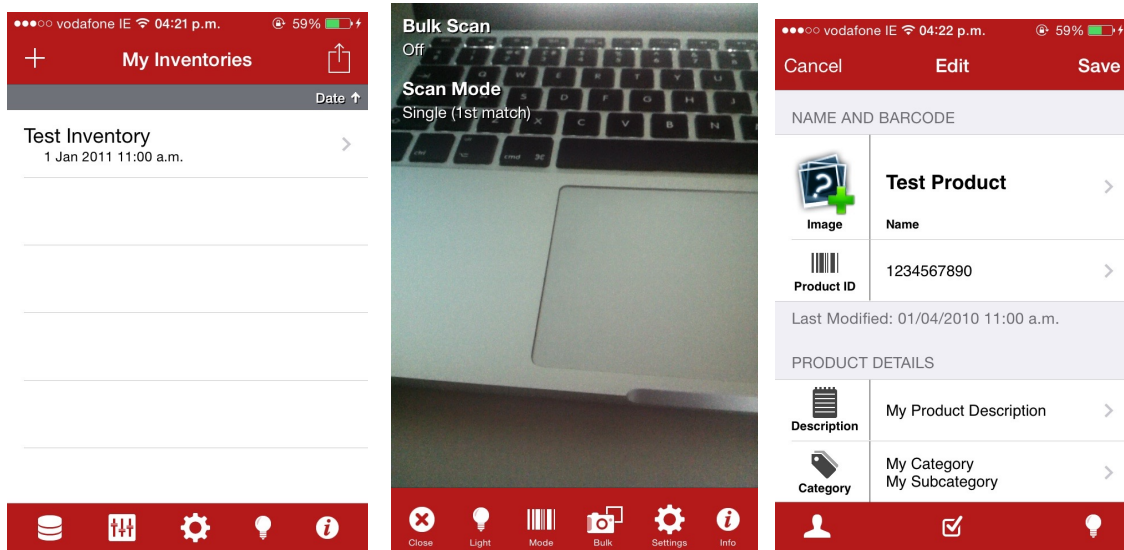 vodafone IE 04:21 p.m. 59%
My Inventories
Date
Test Inventory
1 Jan 2011 11:00 a.m.
Bulk Scan
Off
Scan Mode
Single (1st match)
Q W E R T Y U
S D F G H J
X C V B N
cmd
Close Light Mode Bulk Settings Info
vodafone IE 04:22 p.m. 59%
Cancel Edit Save
NAME AND BARCODE
Test Product
Image Name
1234567890
Product ID
Last Modified: 01/04/2010 11:00 a.m.
PRODUCT DETAILS
My Product Description
Description
My Category
My Subcategory
Category